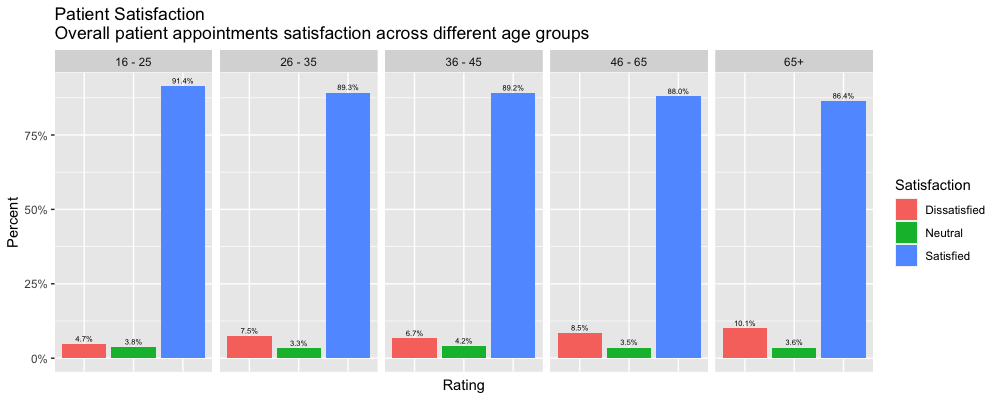 Patient Satisfaction
Overall patient appointments satisfaction across different age groups
16 - 25
26 - 35
36 - 45
46 - 65
65+
91.4%
89.3%
89.2%
88.0%
86.4%
75%
50%
25%
0%
4.7%
3.8%
7.5%
3.3%
6.7%
4.2%
8.5%
3.5%
10.1%
3.6%
Percent
Rating
Satisfaction
Dissatisfied
Neutral
Satisfied